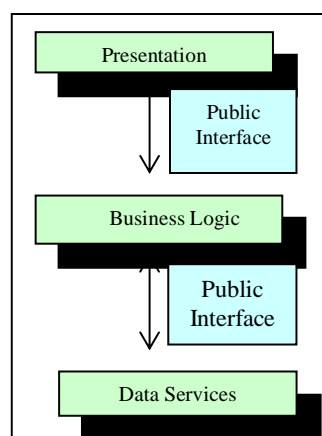 Presentation
Public
Interface
Business Logic
Public
Interface
Data Services